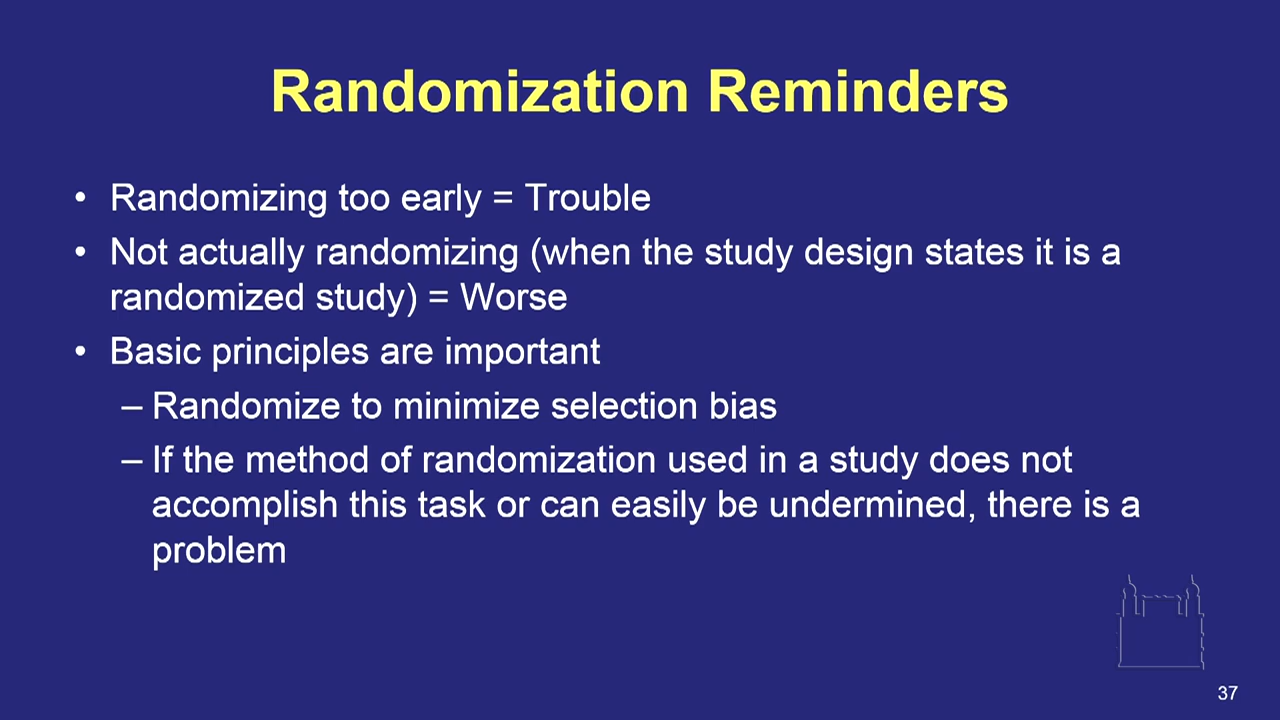 Randomization Reminders
• Randomizing too early = Trouble
• Not actually randomizing (when the study design states it is a
randomized study) = Worse
• Basic principles are important
– Randomize to minimize selection bias
– If the method of randomization used in a study does not
accomplish this task or can easily be undermined, there is a
problem
37